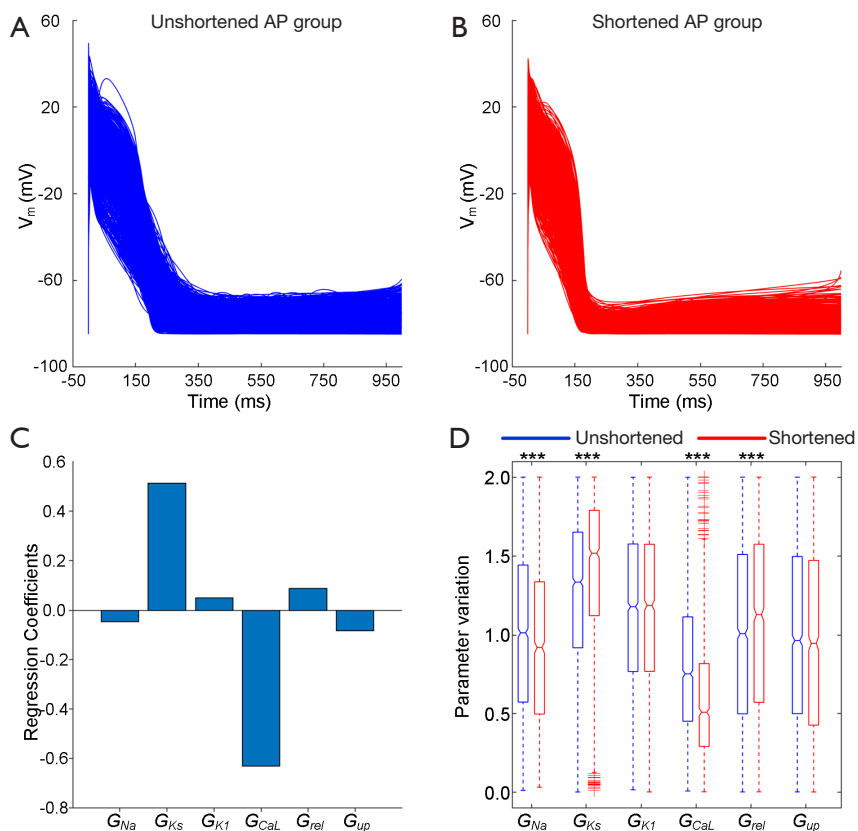 A Unshortened AP group
60
20
-20
-60
-100
Vm (mV)
-50 150 350 550 750 950
Time (ms)
B Shortened AP group
60
20
-20
-60
-100
Vm (mV)
-50 150 350 550 750 950
Time (ms)
C
0.6
0.4
0.2
0.0
-0.2
-0.4
-0.6
-0.8
Regression Coefficients
GNa GKs GK1 GCaL Grel Gup
D Unshortened Shortened
*** *** *** ***
2.0
1.5
1.0
0.5
0.0
Parameter variation
GNa GKs GK1 GCaL Grel Gup